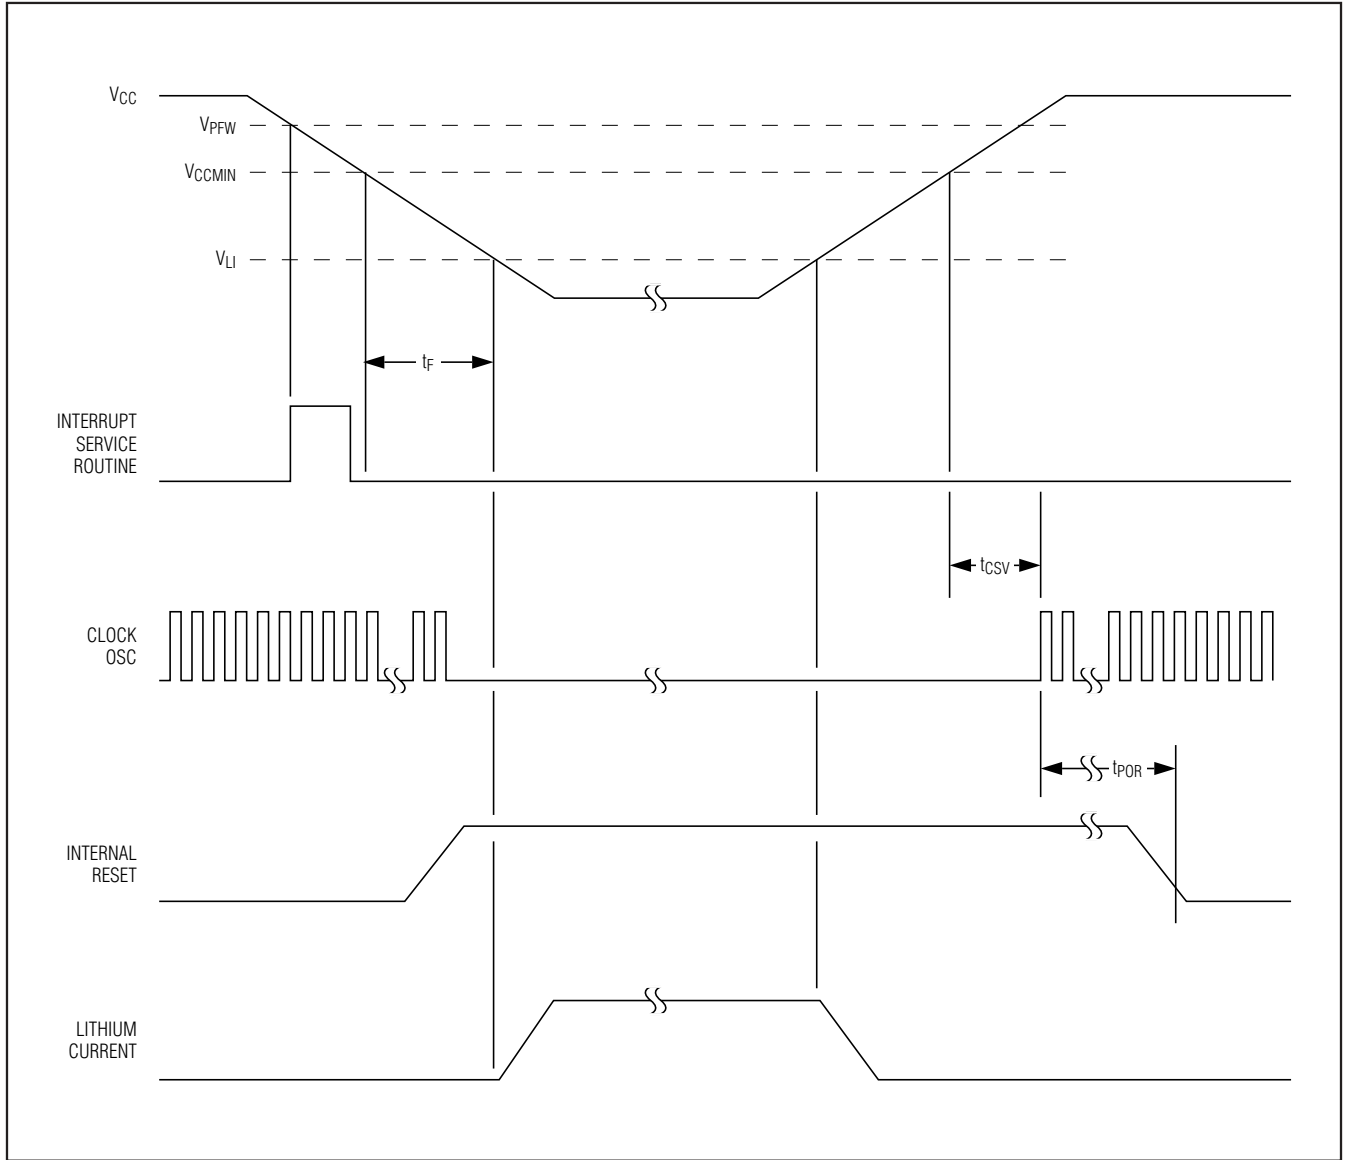 VCC
VPFW
VCCMIN
VLI
tF
INTERRUPT
SERVICE
ROUTINE
tCSV
CLOCK
OSC
tPOR
INTERNAL
RESET
LITHIUM
CURRENT